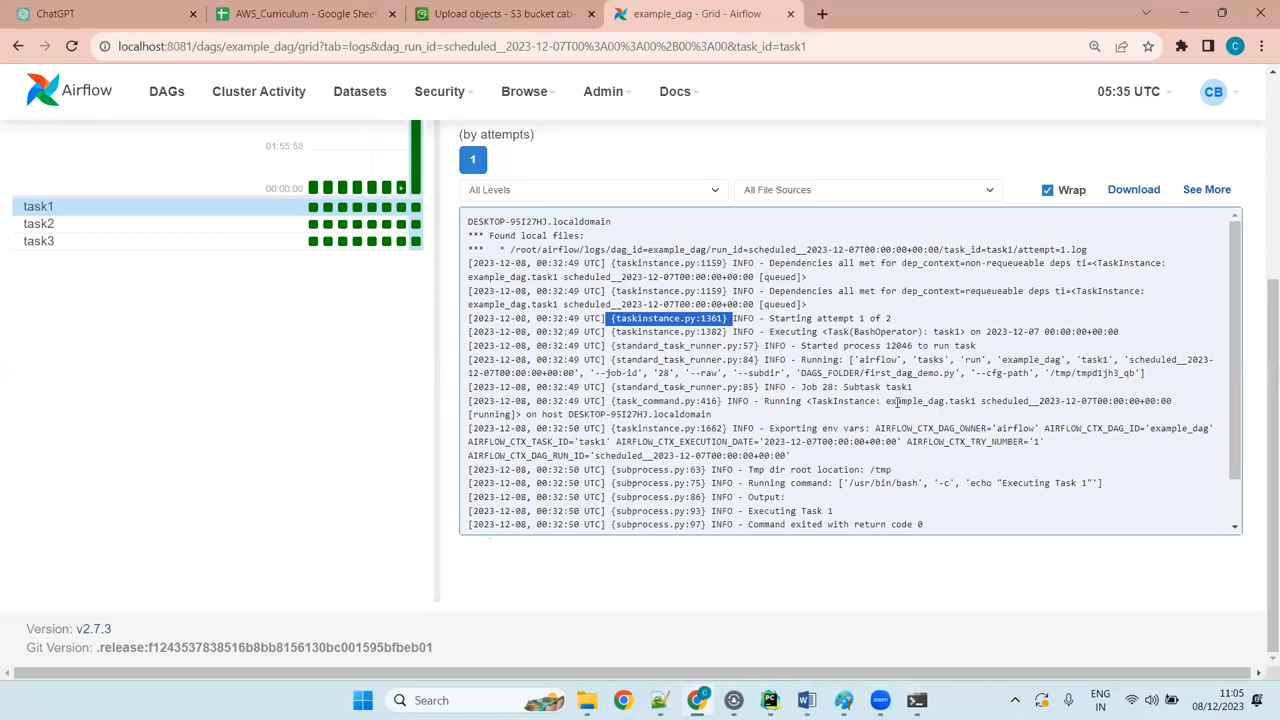 ChatGPT
AWS_Curriculum - Google Sheet
Upload objects - S3 bucket cab-
example_dag - Grid - Airflow
localhost:8081/dags/example_dag/grid?tab=logs&dag_run_id=scheduled__2023-12-07T00%3A00%3A00%2B00%3A00&task_id=task1
C
Airflow
DAGs
Cluster Activity
Datasets
Security
Browse
Admin
Docs
05:35 UTC
CB
01:55:58
00:00:00
task1
task2
task3
(by attempts)
1
All Levels
All File Sources
Wrap
Download
See More
DESKTOP-95I27HJ.localdomain
*** Found local files:
***   * /root/airflow/logs/dag_id=example_dag/run_id=scheduled__2023-12-07T00:00:00+00:00/task_id=task1/attempt=1.log
[2023-12-08, 00:32:49 UTC] {taskinstance.py:1159} INFO - Dependencies all met for dep_context=non-requeueable deps ti=<TaskInstance:
example_dag.task1 scheduled__2023-12-07T00:00:00+00:00 [queued]>
[2023-12-08, 00:32:49 UTC] {taskinstance.py:1159} INFO - Dependencies all met for dep_context=requeueable deps ti=<TaskInstance:
example_dag.task1 scheduled__2023-12-07T00:00:00+00:00 [queued]>
[2023-12-08, 00:32:49 UTC] {taskinstance.py:1361} INFO - Starting attempt 1 of 2
[2023-12-08, 00:32:49 UTC] {taskinstance.py:1382} INFO - Executing <Task(BashOperator): task1> on 2023-12-07 00:00:00+00:00
[2023-12-08, 00:32:49 UTC] {standard_task_runner.py:57} INFO - Started process 12046 to run task
[2023-12-08, 00:32:49 UTC] {standard_task_runner.py:84} INFO - Running: ['airflow', 'tasks', 'run', 'example_dag', 'task1', 'scheduled__2023-
12-07T00:00:00+00:00', '--job-id', '28', '--raw', '--subdir', 'DAGS_FOLDER/first_dag_demo.py', '--cfg-path', '/tmp/tmpd1jh3_qb']
[2023-12-08, 00:32:49 UTC] {standard_task_runner.py:85} INFO - Job 28: Subtask task1
[2023-12-08, 00:32:49 UTC] {task_command.py:416} INFO - Running <TaskInstance: example_dag.task1 scheduled__2023-12-07T00:00:00+00:00
[running]> on host DESKTOP-95I27HJ.localdomain
[2023-12-08, 00:32:50 UTC] {taskinstance.py:1662} INFO - Exporting env vars: AIRFLOW_CTX_DAG_OWNER='airflow' AIRFLOW_CTX_DAG_ID='example_dag'
AIRFLOW_CTX_TASK_ID='task1' AIRFLOW_CTX_EXECUTION_DATE='2023-12-07T00:00:00+00:00' AIRFLOW_CTX_TRY_NUMBER='1'
AIRFLOW_CTX_DAG_RUN_ID='scheduled__2023-12-07T00:00:00+00:00'
[2023-12-08, 00:32:50 UTC] {subprocess.py:63} INFO - Tmp dir root location: /tmp
[2023-12-08, 00:32:50 UTC] {subprocess.py:75} INFO - Running command: ['/usr/bin/bash', '-c', 'echo "Executing Task 1"']
[2023-12-08, 00:32:50 UTC] {subprocess.py:86} INFO - Output:
[2023-12-08, 00:32:50 UTC] {subprocess.py:93} INFO - Executing Task 1
[2023-12-08, 00:32:50 UTC] {subprocess.py:97} INFO - Command exited with return code 0
Version: v2.7.3
Git Version: .release:f1243537838516b8bb8156130bc001595bfbeb01
Search
C
PC
ENG
IN
11:05
08/12/2023